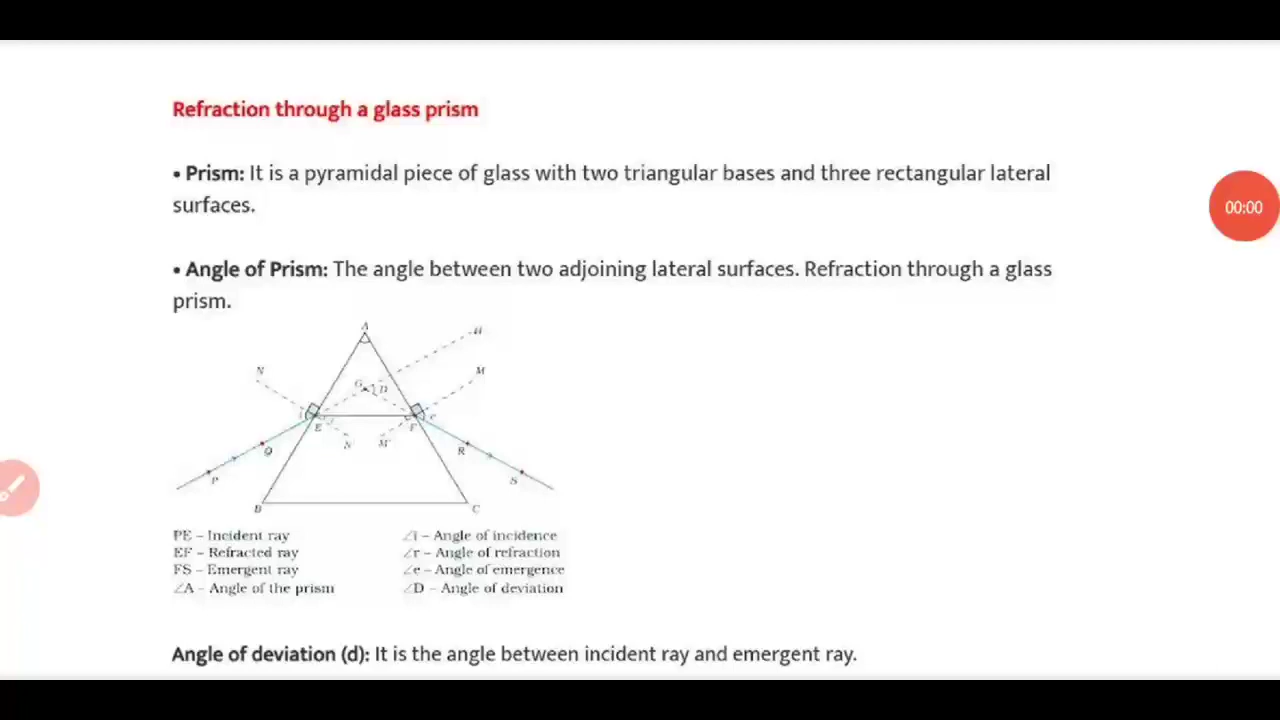 Refraction through a glass prism
• Prism: It is a pyramidal piece of glass with two triangular bases and three rectangular lateral
surfaces.
00:00
• Angle of Prism: The angle between two adjoining lateral surfaces. Refraction through a glass
prism.
A
H
N
M
G
D
i
e
E
F
N'
M'
Q
R
P
S
B
C
PE – Incident ray
∠i – Angle of incidence
EF – Refracted ray
∠r – Angle of refraction
FS – Emergent ray
∠e – Angle of emergence
∠A – Angle of the prism
∠D – Angle of deviation
Angle of deviation (d): It is the angle between incident ray and emergent ray.